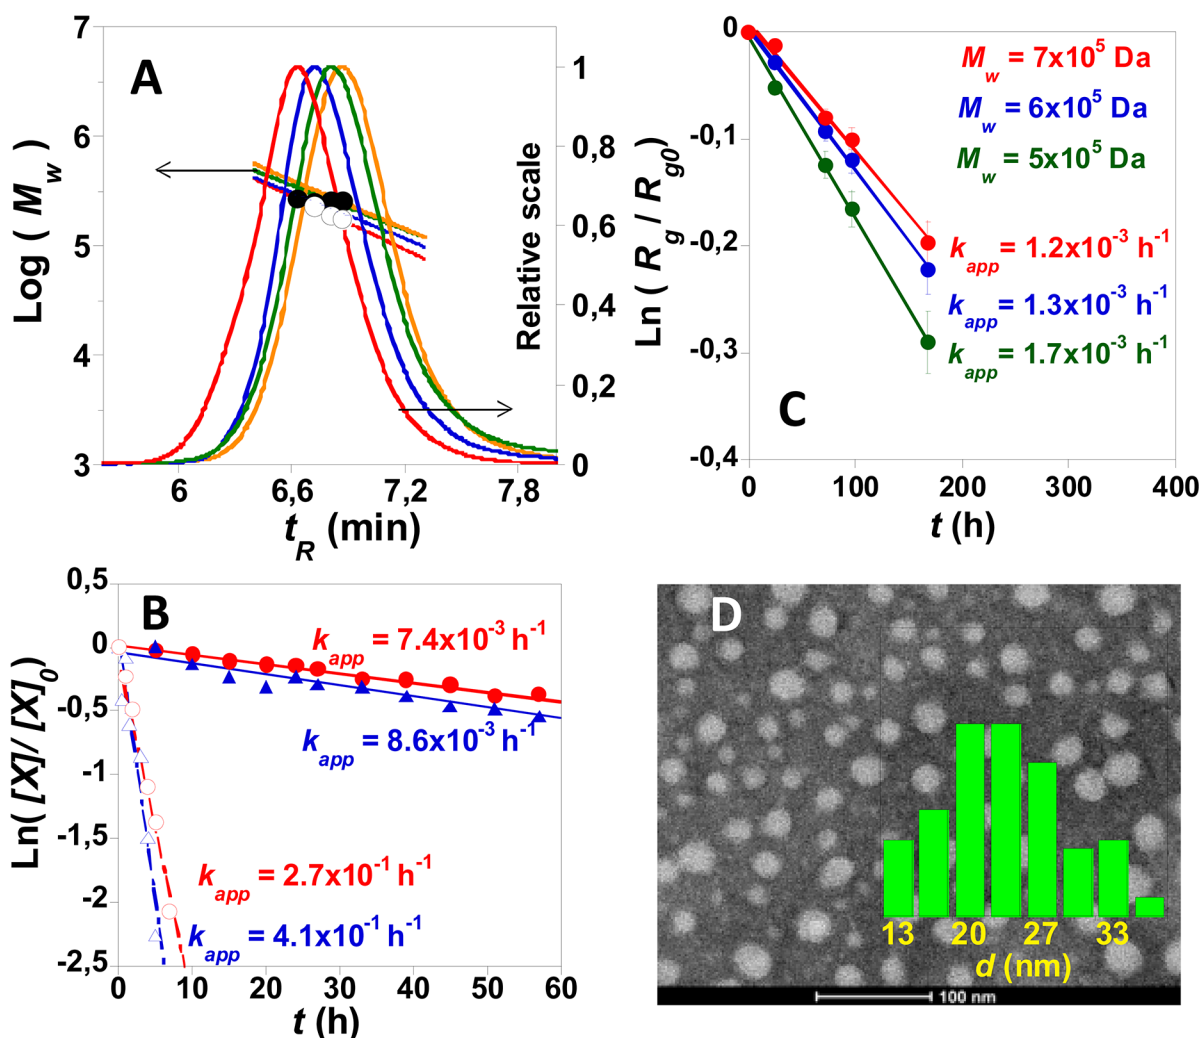 A
7
6
5
4
3
Log ( Mw )
1
0,8
0,6
0,4
0,2
0
Relative scale
6 6,6 7,2 7,8
tR (min)
C
0
-0,1
-0,2
-0,3
-0,4
Ln ( Rg / Rg0 )
Mw = 7x10⁵ Da
Mw = 6x10⁵ Da
Mw = 5x10⁵ Da
kapp = 1.2x10⁻³ h⁻¹
kapp = 1.3x10⁻³ h⁻¹
kapp = 1.7x10⁻³ h⁻¹
0 100 200 300 400
t (h)
B
0,5
0
-0,5
-1
-1,5
-2
-2,5
Ln( [X]/ [X]0 )
kapp = 7.4x10⁻³ h⁻¹
kapp = 8.6x10⁻³ h⁻¹
kapp = 2.7x10⁻¹ h⁻¹
kapp = 4.1x10⁻¹ h⁻¹
0 10 20 30 40 50 60
t (h)
D
13 20 27 33
d (nm)
100 nm